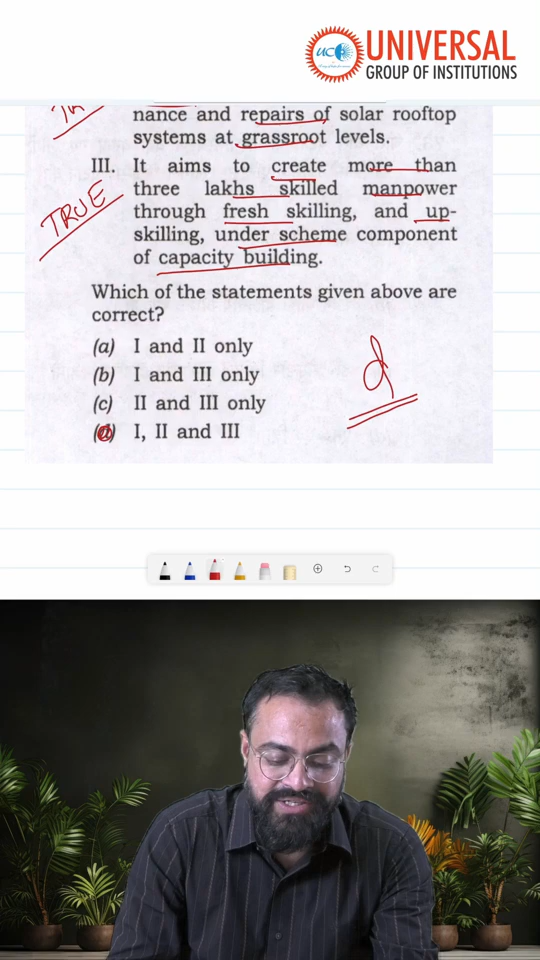 UC
UNIVERSAL
GROUP OF INSTITUTIONS
nance and repairs of solar rooftop
systems at grassroot levels.
III. It aims to create more than
three lakhs skilled manpower
through fresh skilling, and up-
skilling, under scheme component
of capacity building.
TRUE
Which of the statements given above are
correct?
(a) I and II only
(b) I and III only
(c) II and III only
(d) I, II and III
d